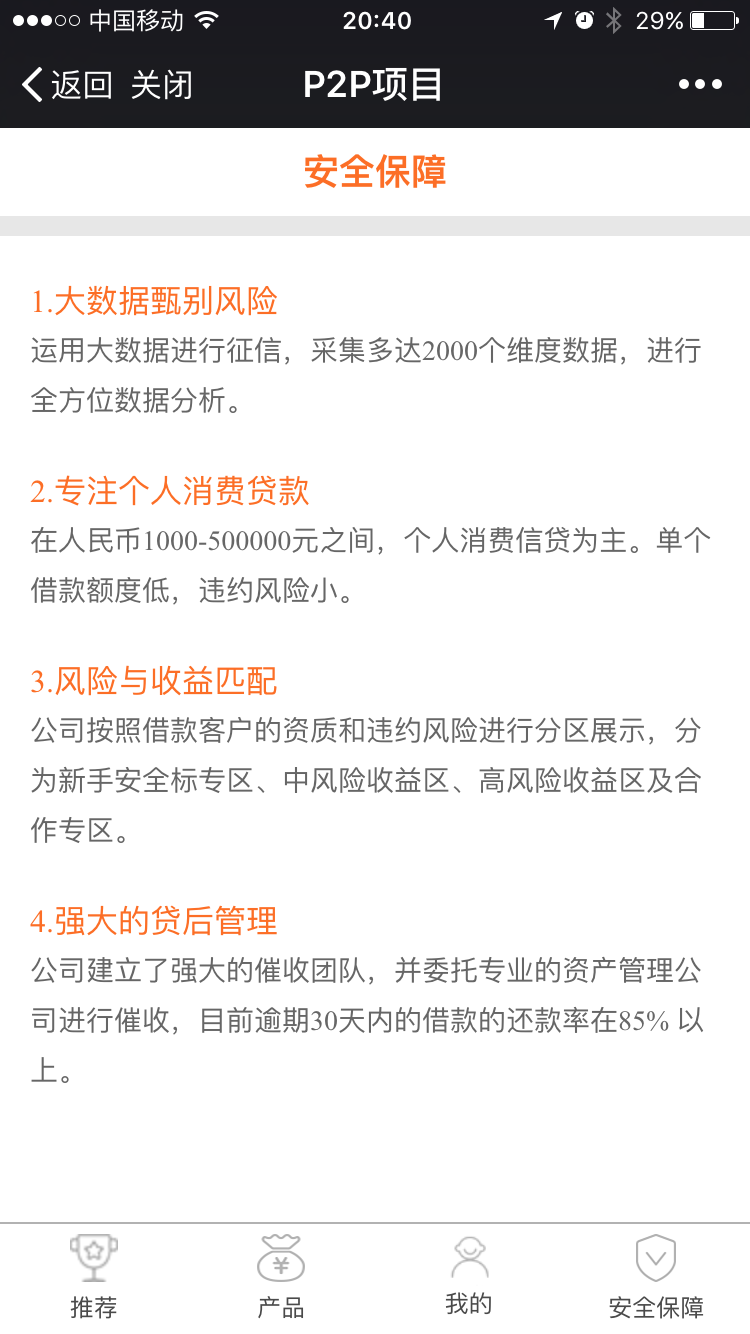 中国移动 20:40 29%
返回 关闭 P2P项目
安全保障
1.大数据甄别风险
运用大数据进行征信，采集多达2000个维度数据，进行
全方位数据分析。
2.专注个人消费贷款
在人民币1000-500000元之间，个人消费信贷为主。单个
借款额度低，违约风险小。
3.风险与收益匹配
公司按照借款客户的资质和违约风险进行分区展示，分
为新手安全标专区、中风险收益区、高风险收益区及合
作专区。
4.强大的贷后管理
公司建立了强大的催收团队，并委托专业的资产管理公
司进行催收，目前逾期30天内的借款的还款率在85% 以
上。
推荐 产品 我的 安全保障